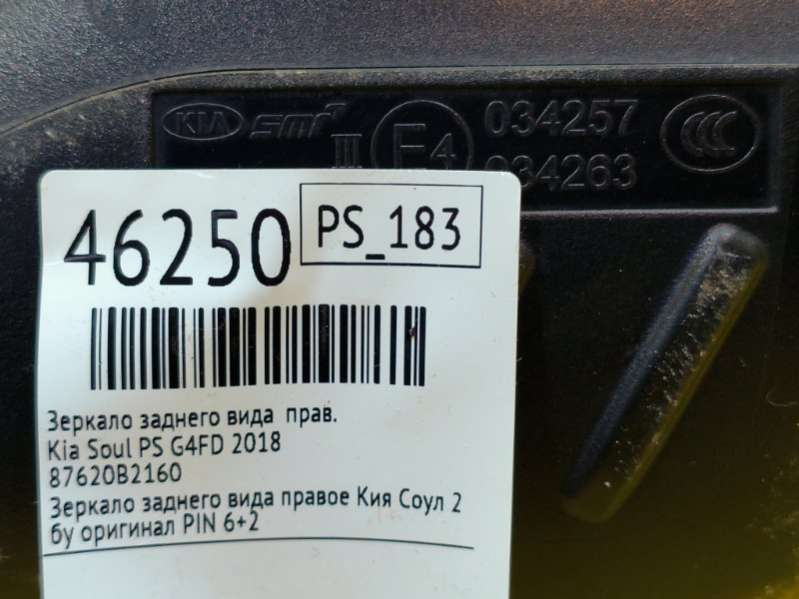 KIA SMR 034257 CCC
III E4 034263
46250 PS_183
Зеркало заднего вида прав.
Kia Soul PS G4FD 2018
87620B2160
Зеркало заднего вида правое Кия Соул 2
бу оригинал PIN 6+2